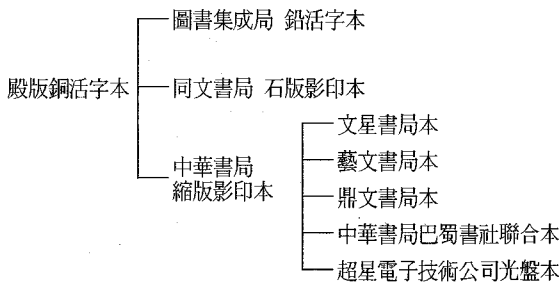 圖書集成局 鉛活字本
殿版銅活字本
同文書局 石版影印本
中華書局
縮版影印本
文星書局本
藝文書局本
鼎文書局本
中華書局巴蜀書社聯合本
超星電子技術公司光盤本